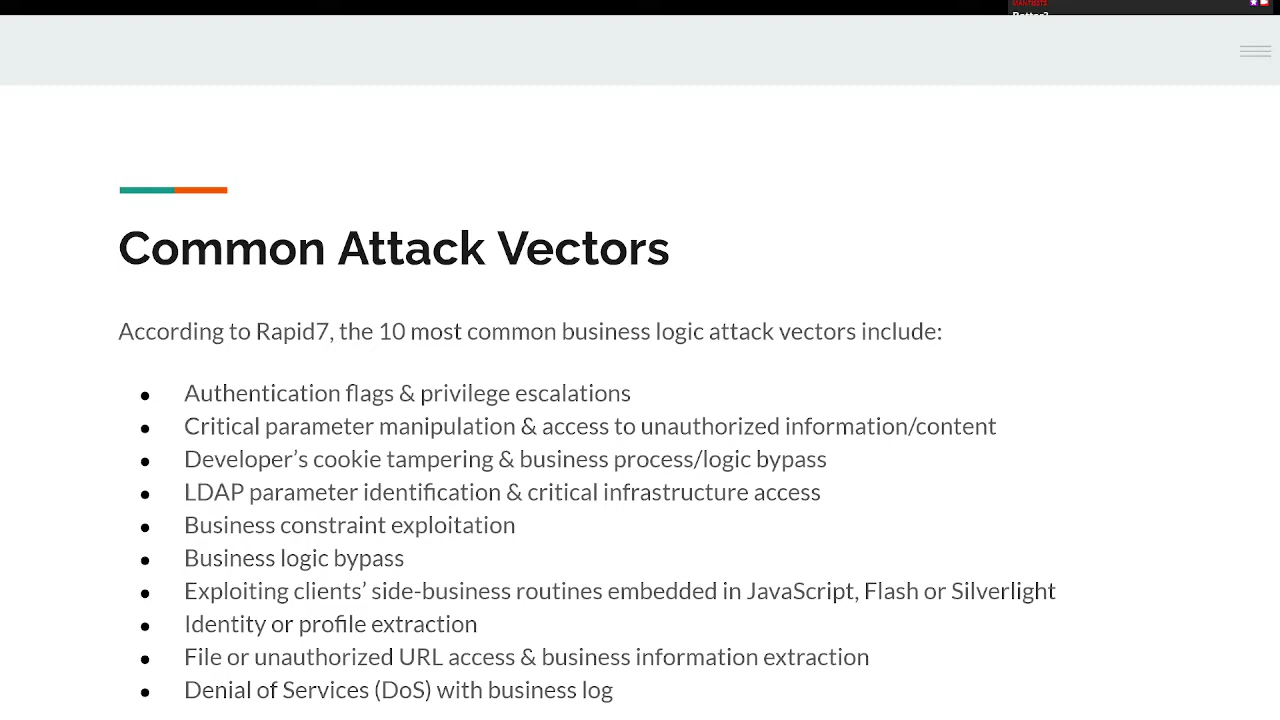 Common Attack Vectors
According to Rapid7, the 10 most common business logic attack vectors include:
● Authentication flags & privilege escalations
● Critical parameter manipulation & access to unauthorized information/content
● Developer’s cookie tampering & business process/logic bypass
● LDAP parameter identification & critical infrastructure access
● Business constraint exploitation
● Business logic bypass
● Exploiting clients’ side-business routines embedded in JavaScript, Flash or Silverlight
● Identity or profile extraction
● File or unauthorized URL access & business information extraction
● Denial of Services (DoS) with business log